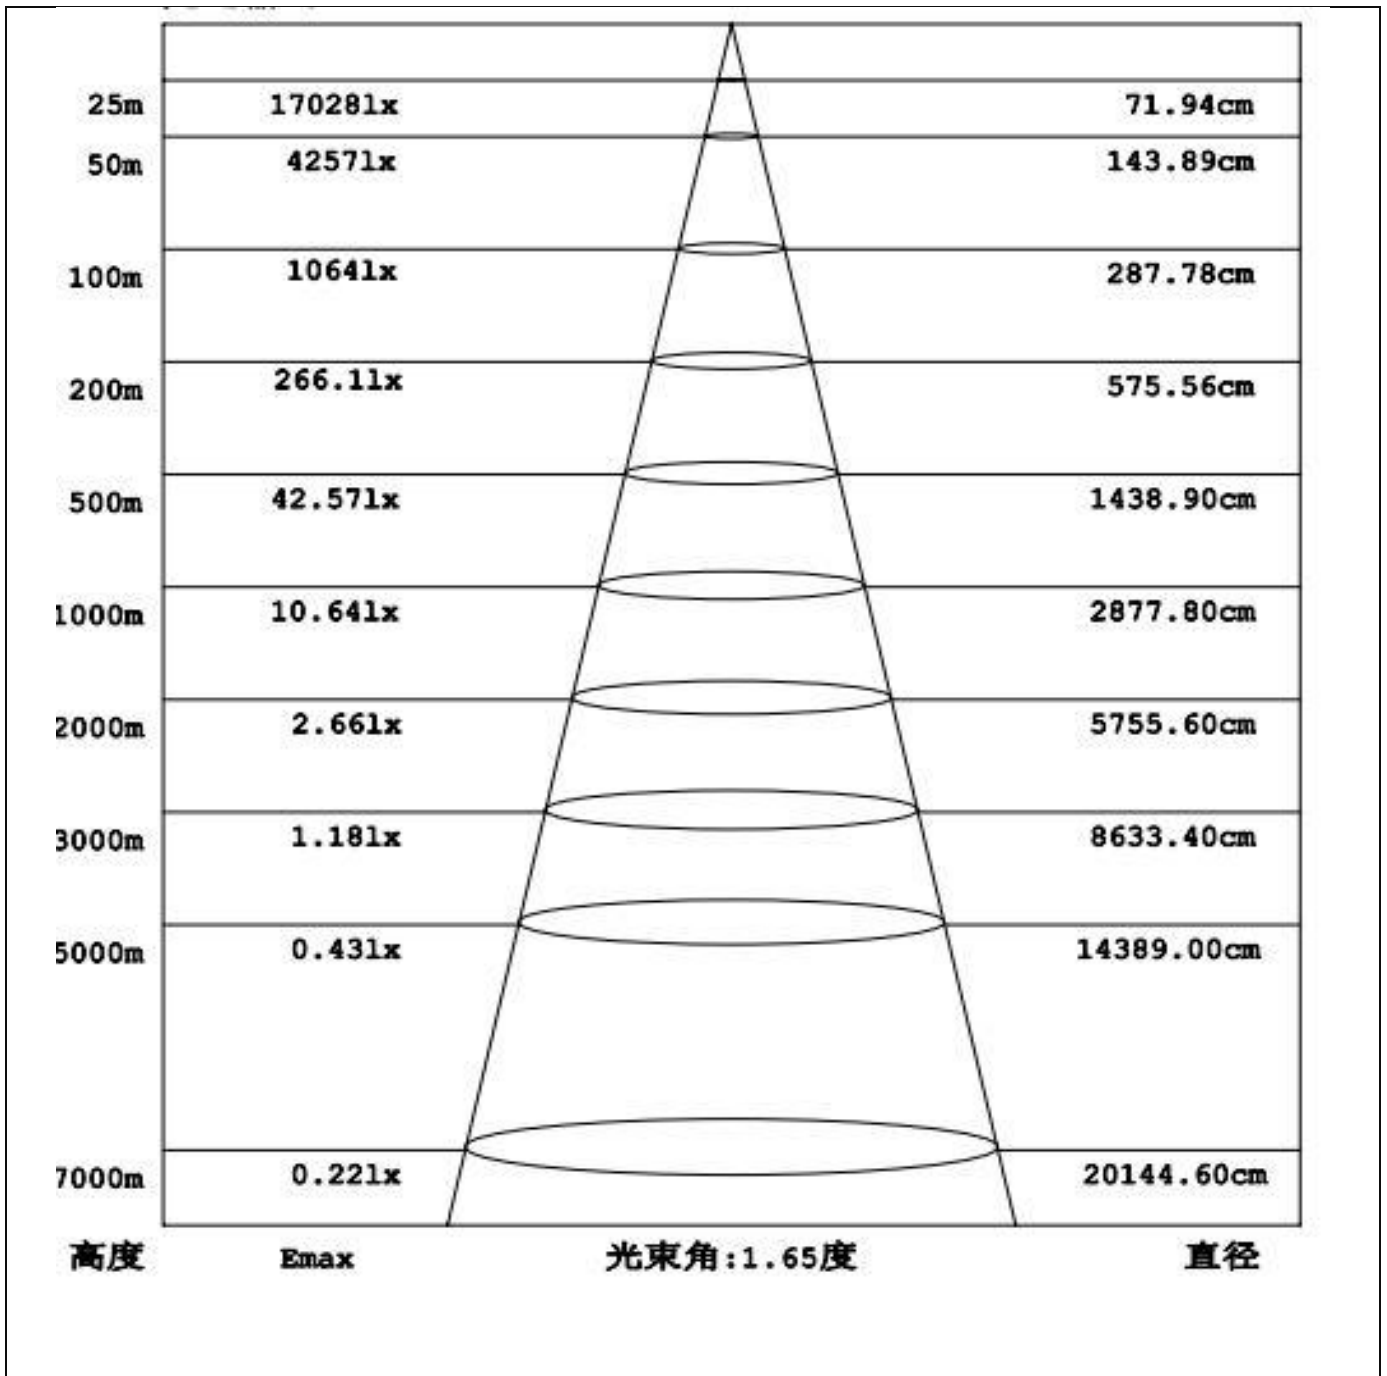 25m 17028lx 71.94cm
50m 4257lx 143.89cm
100m 1064lx 287.78cm
200m 266.1lx 575.56cm
500m 42.57lx 1438.90cm
1000m 10.64lx 2877.80cm
2000m 2.66lx 5755.60cm
3000m 1.18lx 8633.40cm
5000m 0.43lx 14389.00cm
7000m 0.22lx 20144.60cm
高度 Emax 光束角:1.65度 直径